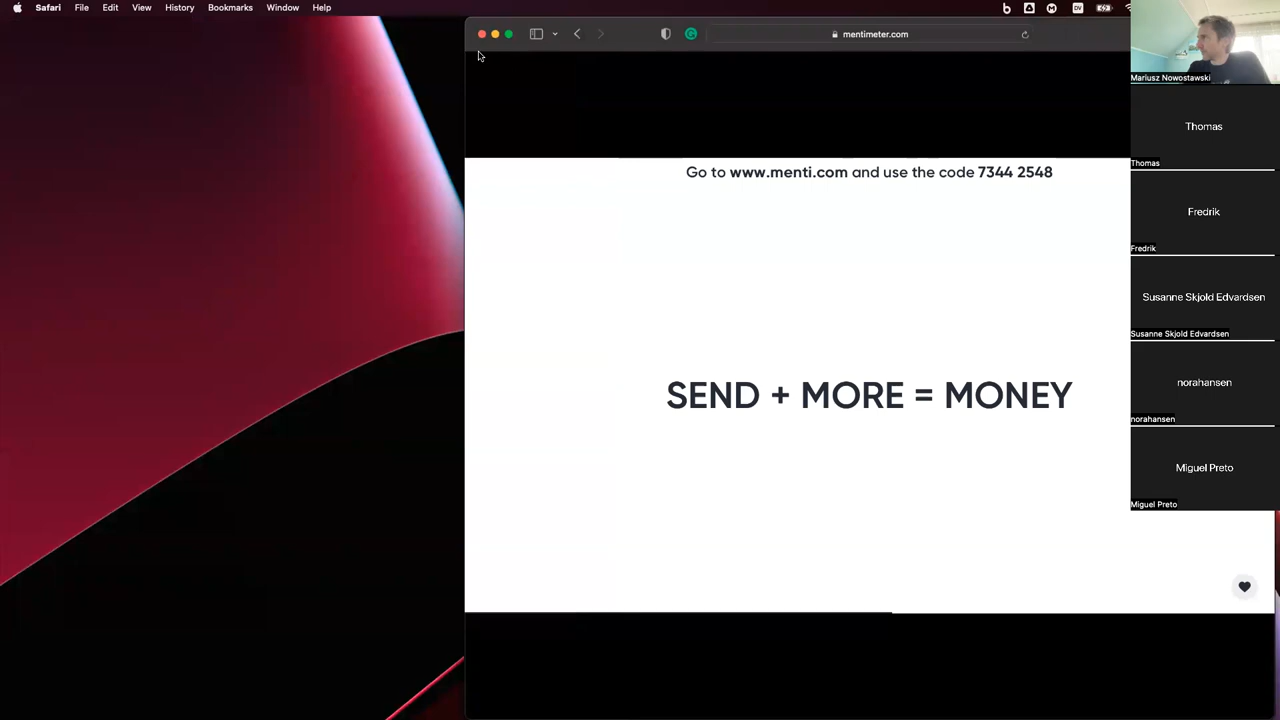 Safari File Edit View History Bookmarks Window Help
mentimeter.com
Go to www.menti.com and use the code 7344 2548
SEND + MORE = MONEY
Mariusz Nowostawski
Thomas
Thomas
Fredrik
Fredrik
Susanne Skjold Edvardsen
Susanne Skjold Edvardsen
norahansen
norahansen
Miguel Preto
Miguel Preto